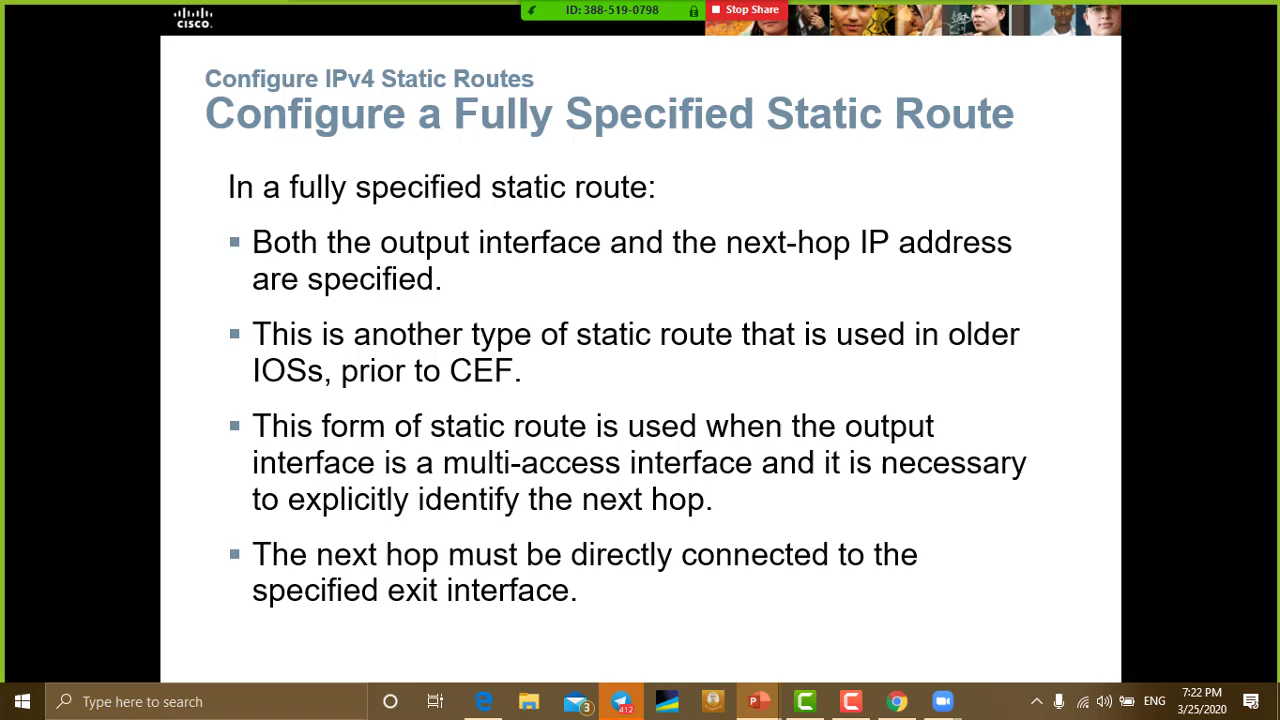 ID: 388-519-0798
Stop Share
CISCO.
Configure IPv4 Static Routes
Configure a Fully Specified Static Route
In a fully specified static route:
Both the output interface and the next-hop IP address
are specified.
This is another type of static route that is used in older
IOSs, prior to CEF.
This form of static route is used when the output
interface is a multi-access interface and it is necessary
to explicitly identify the next hop.
The next hop must be directly connected to the
specified exit interface.
Type here to search
3
412
ENG
7:22 PM
3/25/2020